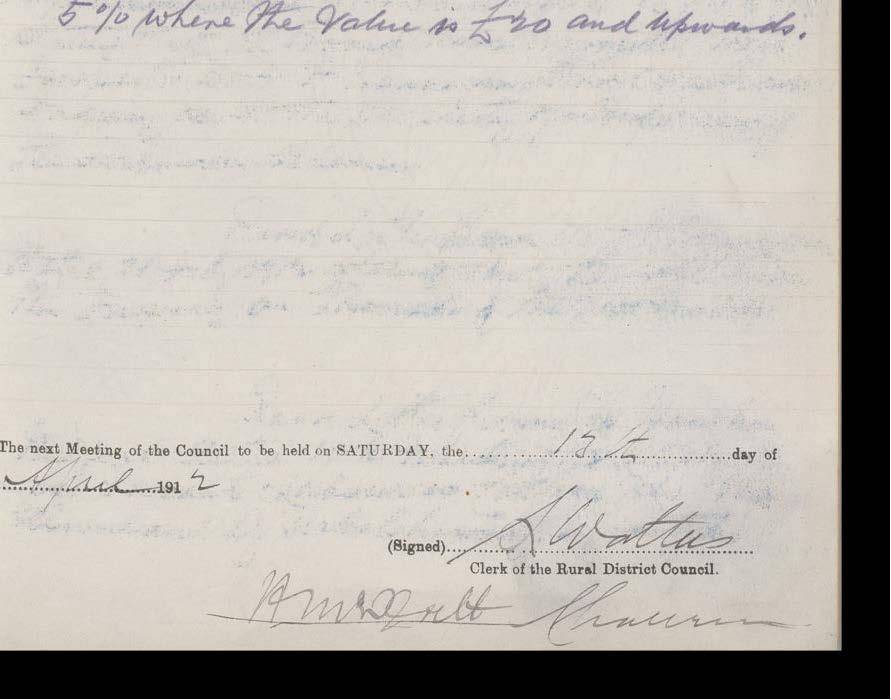 5% where the Value is £20 and Upwards.
The next Meeting of the Council to be held on SATURDAY, the day of
April 1912
(Signed) Watters
Clerk of the Rural District Council.
Chairman